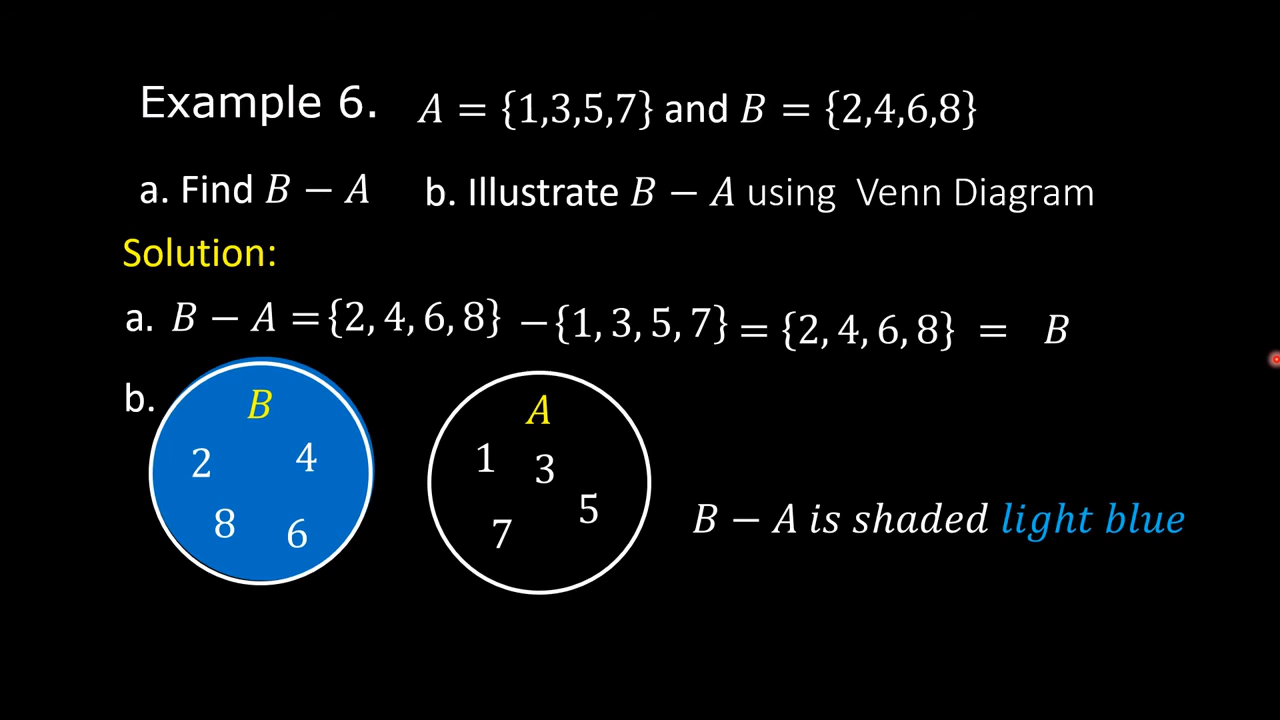 Example 6. A = {1,3,5,7} and B = {2,4,6,8}
a. Find B − A b. Illustrate B − A using Venn Diagram
Solution:
a. B − A = {2, 4, 6, 8} − {1, 3, 5, 7} = {2, 4, 6, 8} = B
b.
B
2 4
8 6
A
1 3
5
7
B − A is shaded light blue